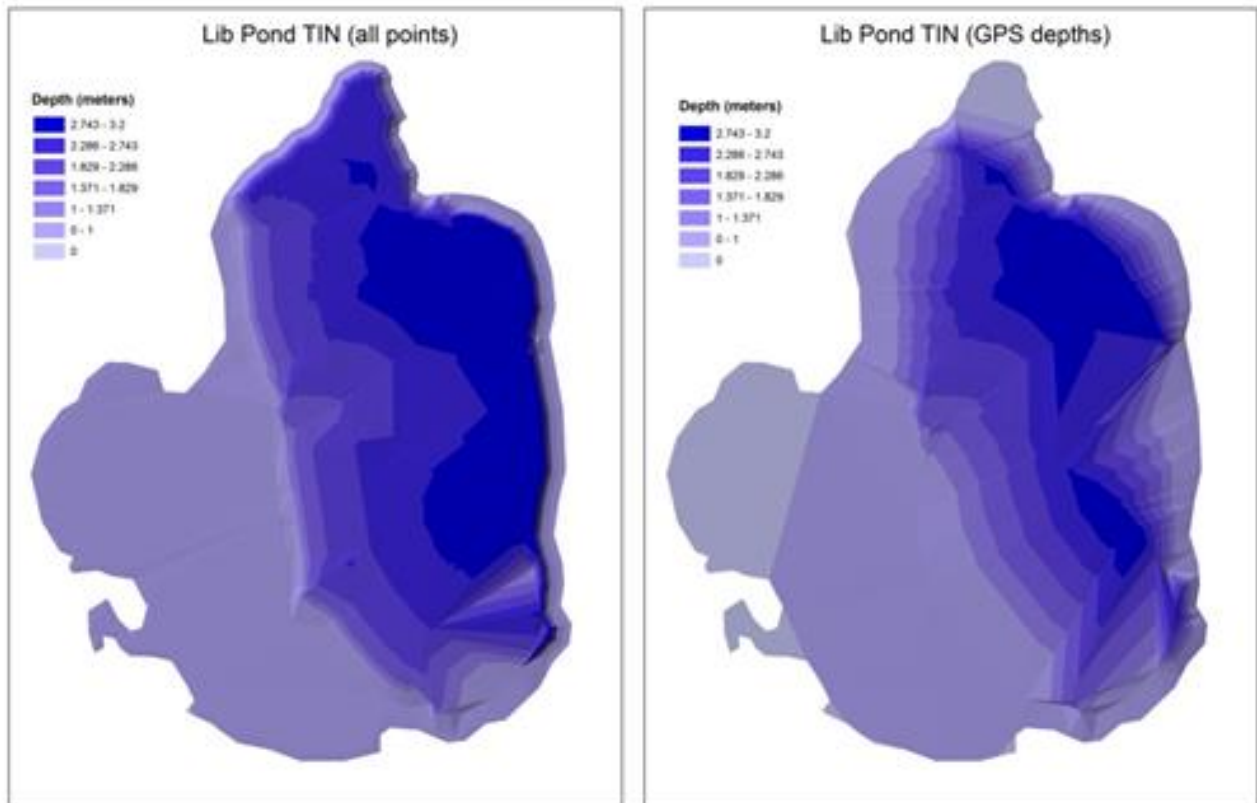 Lib Pond TIN (all points)
Depth (meters)
2.743 - 3.2
2.286 - 2.743
1.829 - 2.286
1.371 - 1.829
1 - 1.371
0 - 1
0
Lib Pond TIN (GPS depths)
Depth (meters)
2.743 - 3.2
2.286 - 2.743
1.829 - 2.286
1.371 - 1.829
1 - 1.371
0 - 1
0